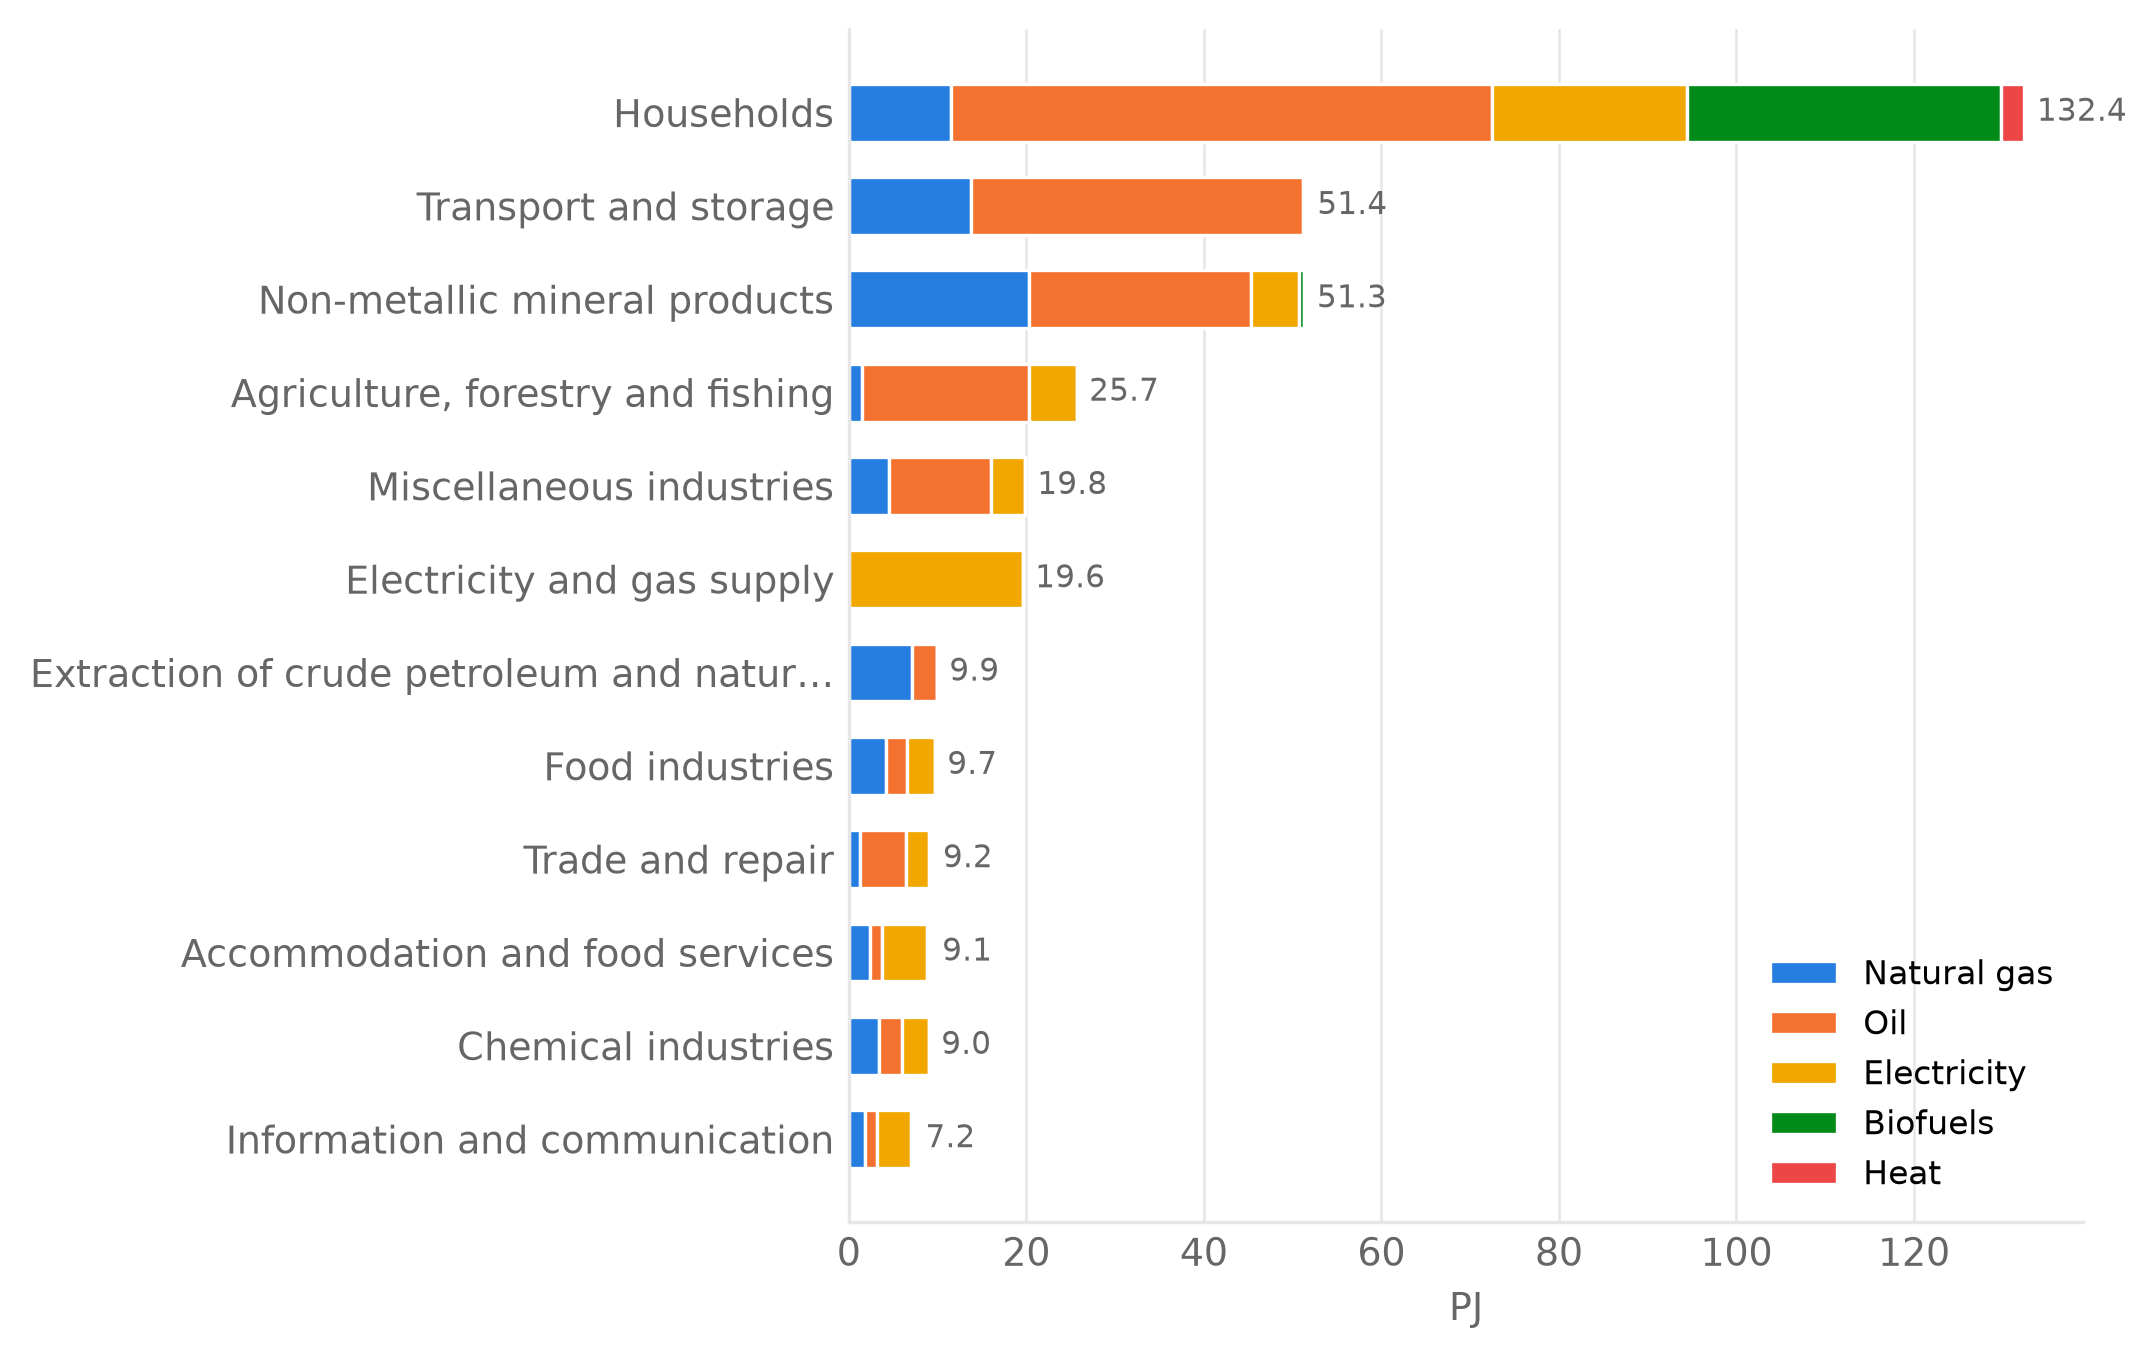 Households 132.4
Transport and storage 51.4
Non-metallic mineral products 51.3
Agriculture, forestry and fishing 25.7
Miscellaneous industries 19.8
Electricity and gas supply 19.6
Extraction of crude petroleum and natur... 9.9
Food industries 9.7
Trade and repair 9.2
Accommodation and food services 9.1
Chemical industries 9.0
Information and communication 7.2
Natural gas
Oil
Electricity
Biofuels
Heat
0 20 40 60 80 100 120
PJ